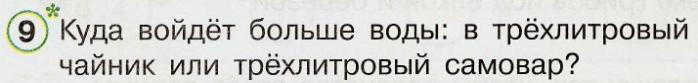 9* Куда войдёт больше воды: в трёхлитровый
чайник или трёхлитровый самовар?